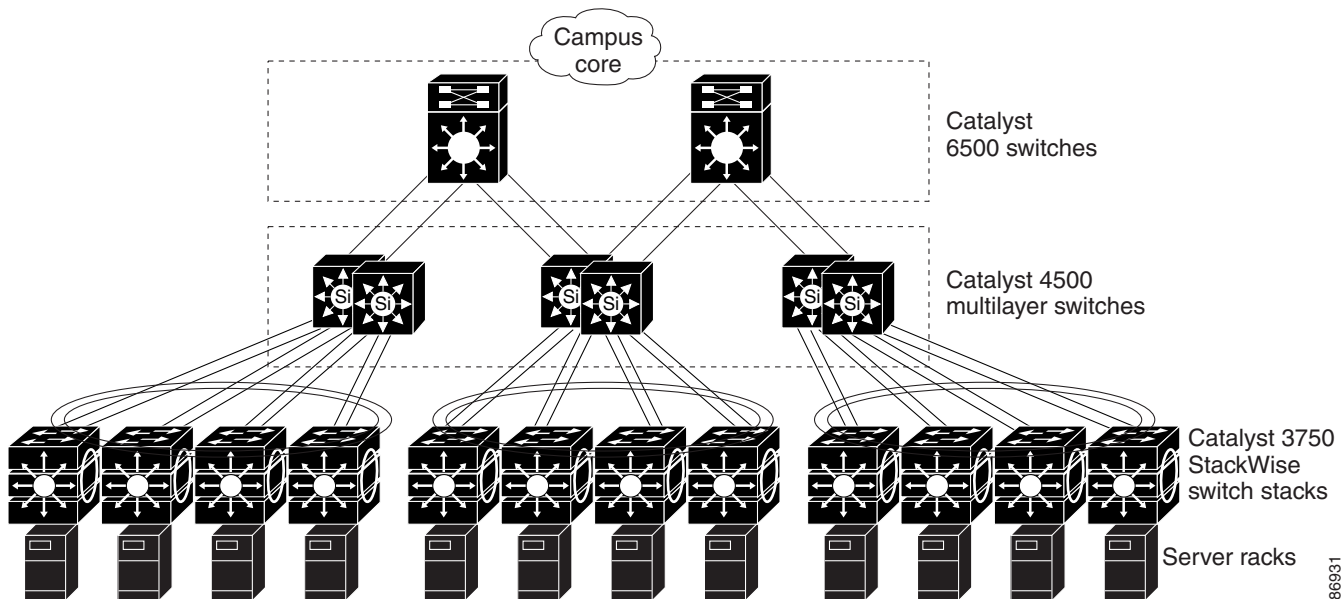 Campus
core
Catalyst
6500 switches
Si
Si
Si
Si
Si
Si
Catalyst 4500
multilayer switches
Catalyst 3750
StackWise
switch stacks
Server racks
86931